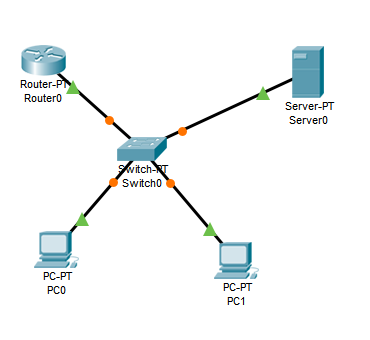 Router-PT
Router0
Server-PT
Server0
Switch-PT
Switch0
PC-PT
PC0
PC-PT
PC1